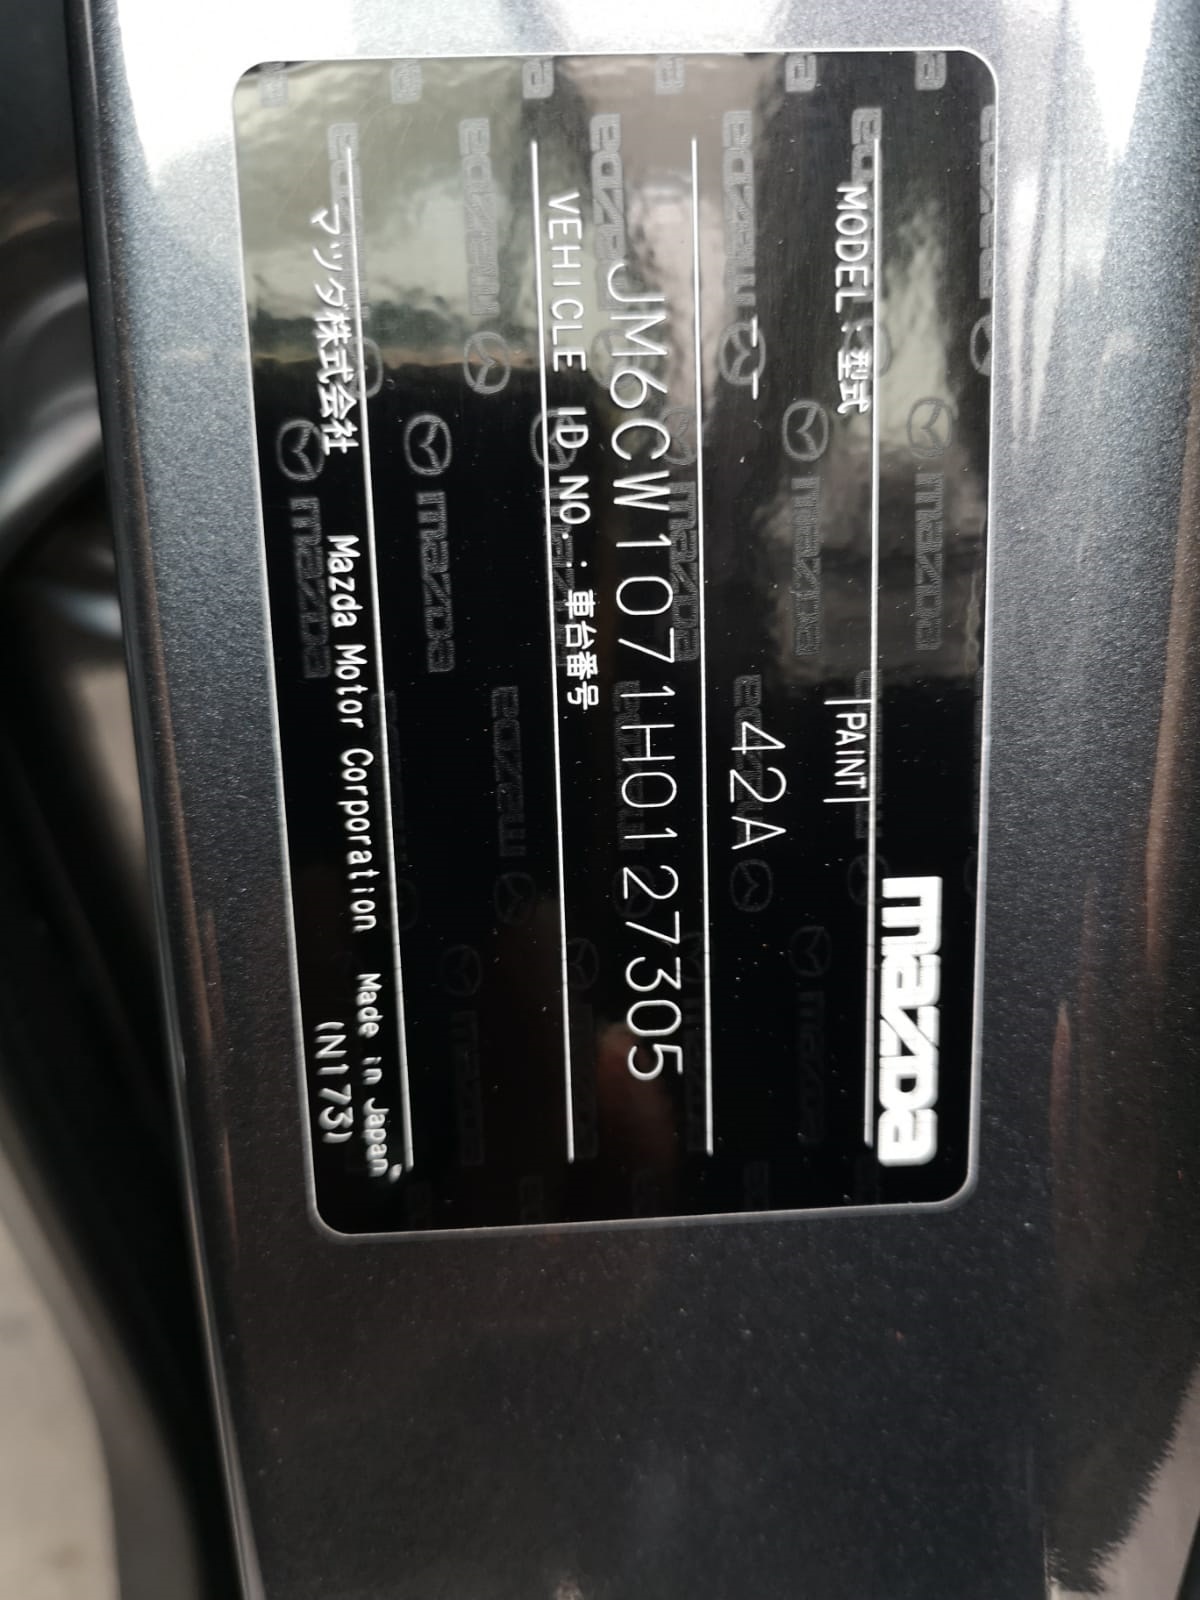 mazda
MODEL:型式 PAINT
- 42A
JM6CW1071H0127305
VEHICLE ID NO.:車台番号
マツダ株式会社 Mazda Motor Corporation Made in Japan
(N173)